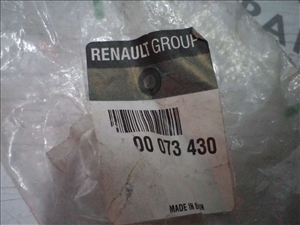 RENAULT GROUP
00 073 430
MADE IN